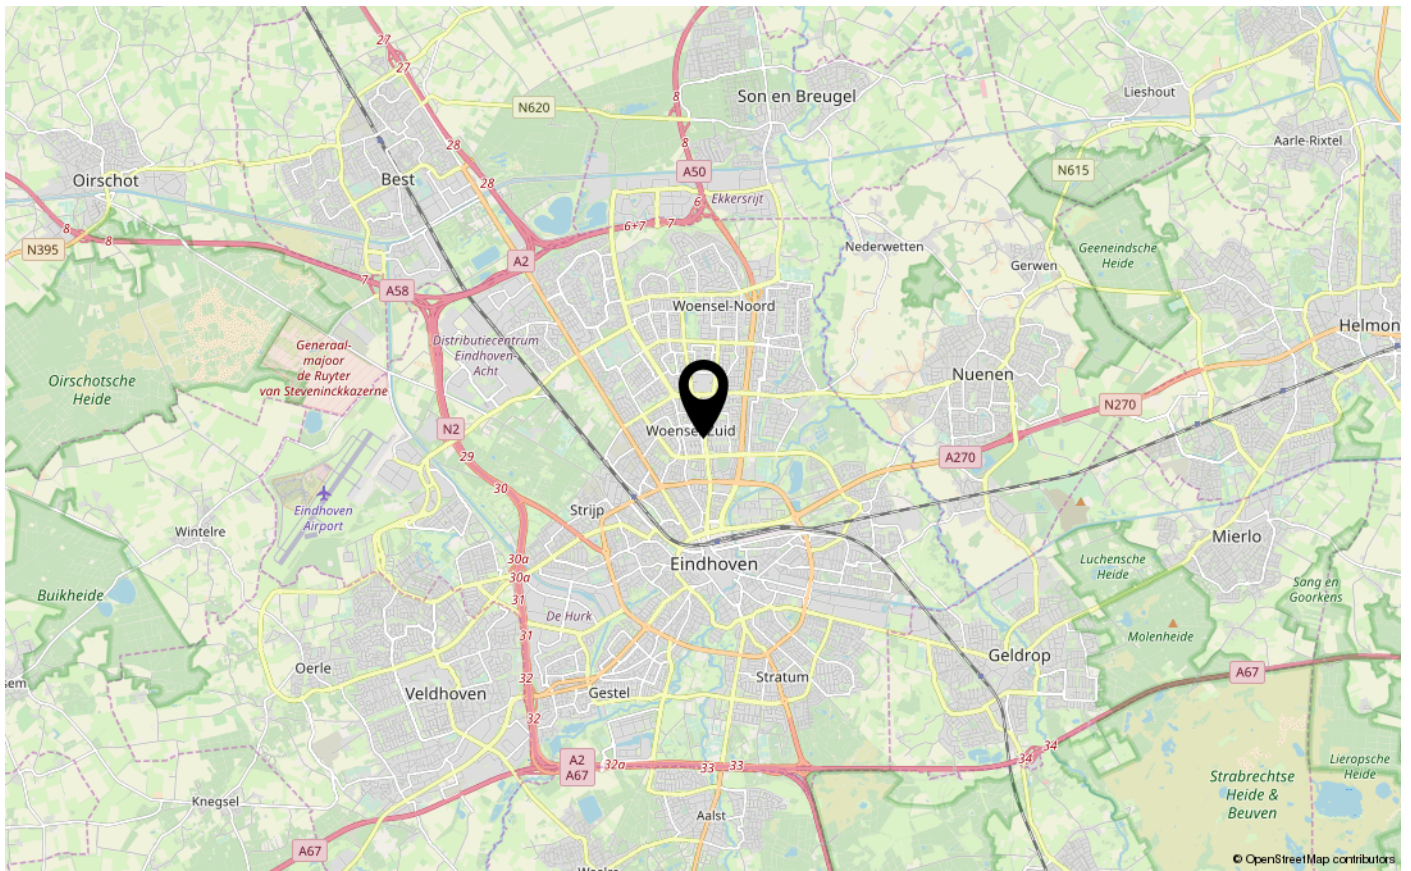 27
27
Son en Breugel
Lieshout
8
N620
Aarle-Rixtel
8
28
A50
N615
Oirschot
Best
28
6
Ekkersrijt
8
8
6+7
7
N395
Nederwetten
Geeneindsche
Heide
A2
Gerwen
7
A58
Woensel-Noord
Helmon
Generaal-
majoor
de Ruyter
van Steveninckkazerne
Distributiecentrum
Eindhoven-
Acht
Oirschotsche
Heide
Nuenen
N270
N2
Woensel-Zuid
29
A270
30
Eindhoven
Airport
Strijp
Wintelre
Mierlo
30a
30a
Eindhoven
Luchensche
Heide
Buikheide
31
De Hurk
Sang en
Goorkens
31
Molenheide
Oerle
Geldrop
A67
sem
32
Veldhoven
Gestel
Stratum
32
34
34
A2
A67
32a
33
33
Lieropsche
Heide
Strabrechtse
Heide &
Beuven
Knegsel
Aalst
A67
© OpenStreetMap contributors